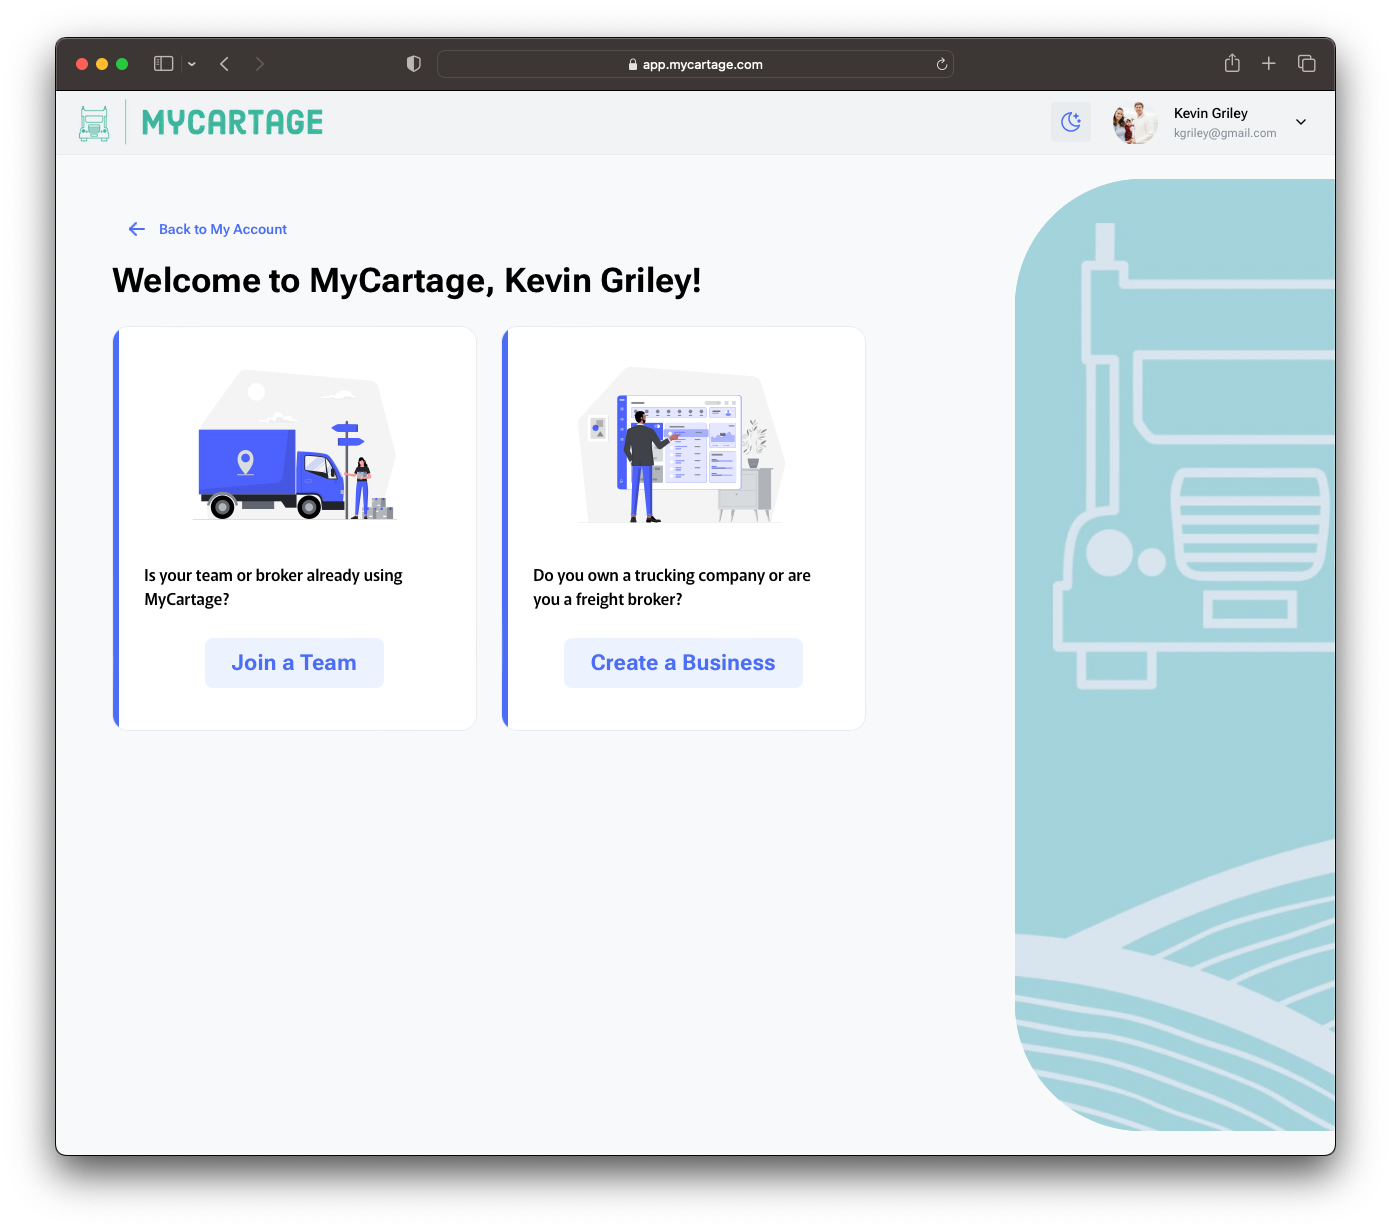 app.mycartage.com
MYCARTAGE
Kevin Griley
kgriley@gmail.com
Back to My Account
Welcome to MyCartage, Kevin Griley!
Is your team or broker already using
MyCartage?
Join a Team
Do you own a trucking company or are
you a freight broker?
Create a Business